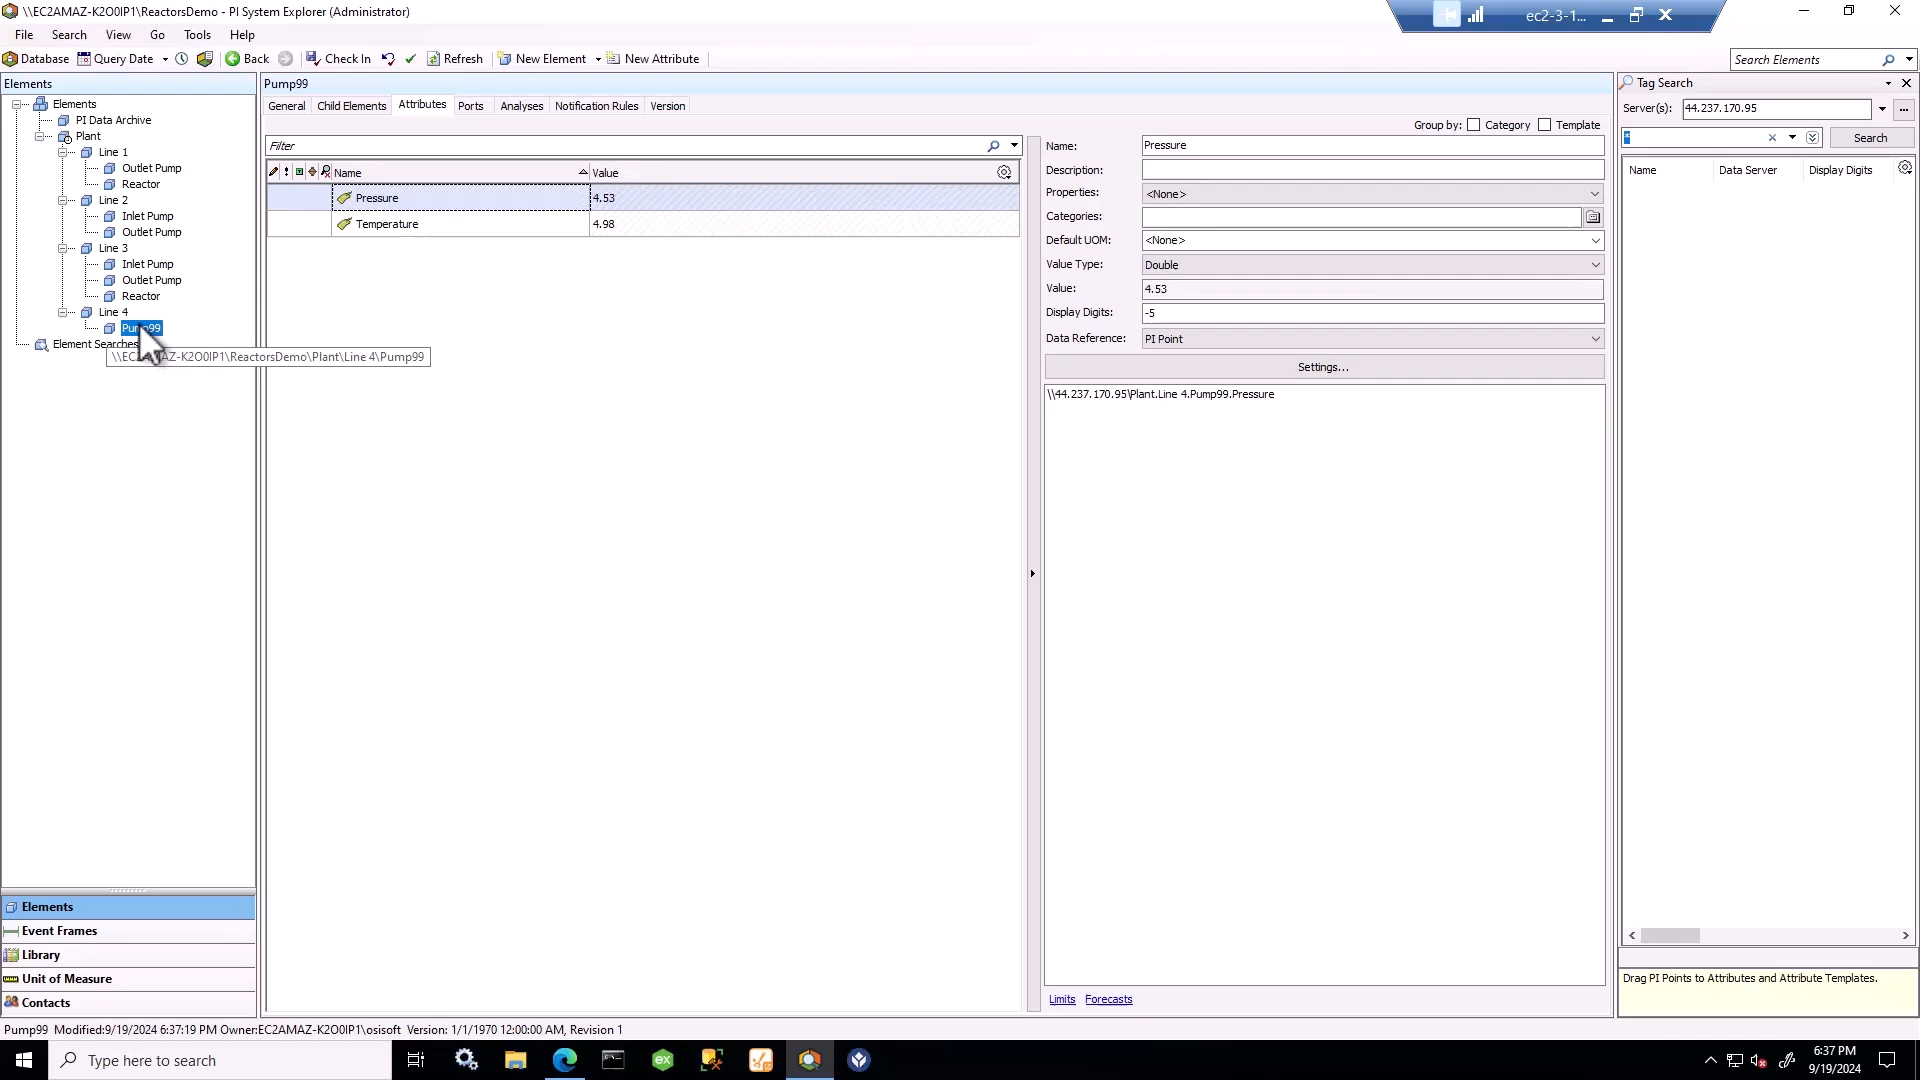 \\EC2AMAZ-K2O0IP1\ReactorsDemo - PI System Explorer (Administrator)
ec2-3-1...
File Search View Go Tools Help
Database Query Date Back Check In Refresh New Element New Attribute
Search Elements
Elements
Elements
PI Data Archive
Plant
Line 1
Outlet Pump
Reactor
Line 2
Inlet Pump
Outlet Pump
Line 3
Inlet Pump
Outlet Pump
Reactor
Line 4
Element Searches
\Plant\Line 4\Pump99
Elements
Event Frames
Library
Unit of Measure
Contacts
Pump99
General Child Elements Attributes Ports Analyses Notification Rules Version
Group by: Category Template
Filter
Name Value
Pressure 4.53
Temperature 4.98
Name: Pressure
Description:
Properties: <None>
Categories:
Default UOM: <None>
Value Type: Double
Value: 4.53
Display Digits: -5
Data Reference: PI Point
Settings...
\\44.237.170.95\Plant.Line 4.Pump99.Pressure
Limits Forecasts
Tag Search
Server(s): 44.237.170.95
* Search
Name Data Server Display Digits
Drag PI Points to Attributes and Attribute Templates.
Pump99 Modified:9/19/2024 6:37:19 PM Owner:EC2AMAZ-K2O0IP1\osisoft Version: 1/1/1970 12:00:00 AM, Revision 1
Type here to search
ex
6:37 PM
9/19/2024